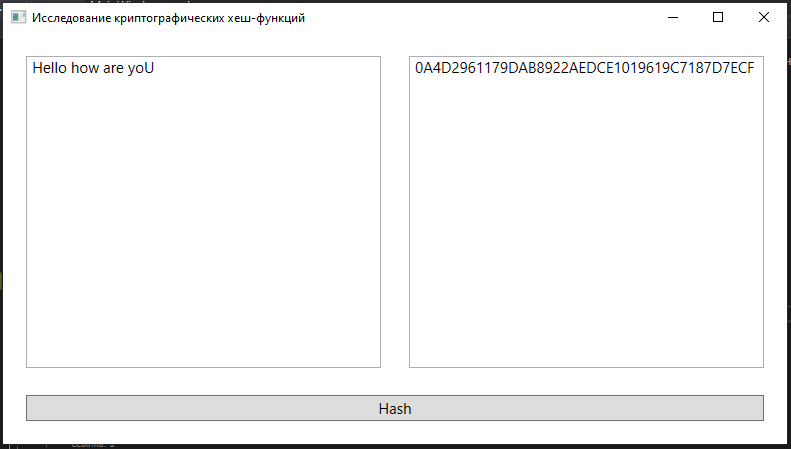 Исследование криптографических хеш-функций
Hello how are yoU
0A4D2961179DAB8922AEDCE1019619C7187D7ECF
Hash